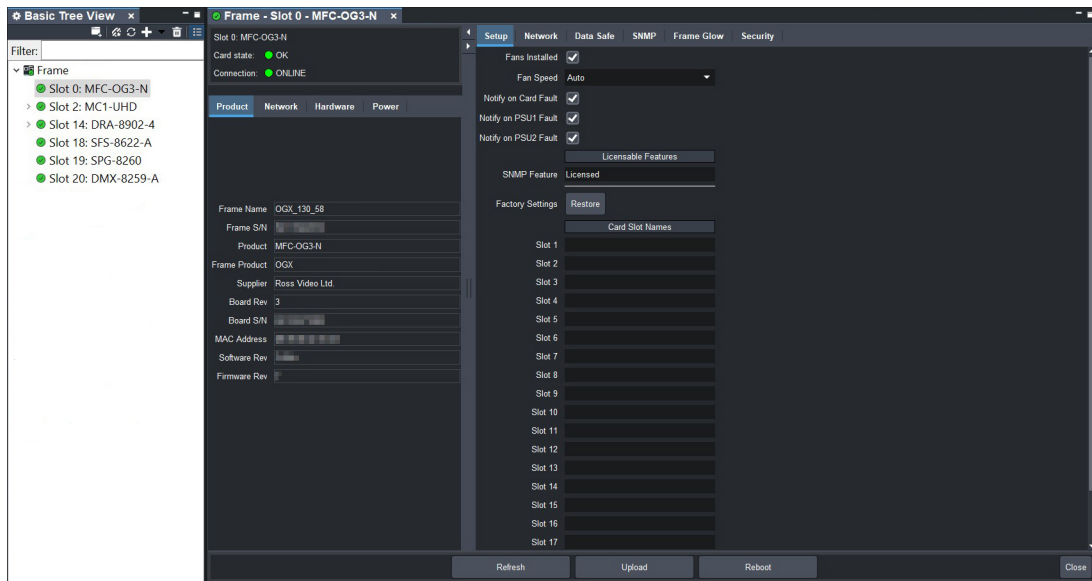 Basic Tree View
Filter:
Frame
Slot 0: MFC-OG3-N
Slot 2: MC1-UHD
Slot 14: DRA-8902-4
Slot 18: SFS-8622-A
Slot 19: SPG-8260
Slot 20: DMX-8259-A
Frame - Slot 0 - MFC-OG3-N
Slot 0: MFC-OG3-N
Card state: OK
Connection: ONLINE
Product Network Hardware Power
Frame Name OGX_130_58
Frame S/N
Product MFC-OG3-N
Frame Product OGX
Supplier Ross Video Ltd.
Board Rev 3
Board S/N
MAC Address
Software Rev
Firmware Rev
Setup Network Data Safe SNMP Frame Glow Security
Fans Installed
Fan Speed Auto
Notify on Card Fault
Notify on PSU1 Fault
Notify on PSU2 Fault
Licensable Features
SNMP Feature Licensed
Factory Settings Restore
Card Slot Names
Slot 1
Slot 2
Slot 3
Slot 4
Slot 5
Slot 6
Slot 7
Slot 8
Slot 9
Slot 10
Slot 11
Slot 12
Slot 13
Slot 14
Slot 15
Slot 16
Slot 17
Refresh Upload Reboot Close